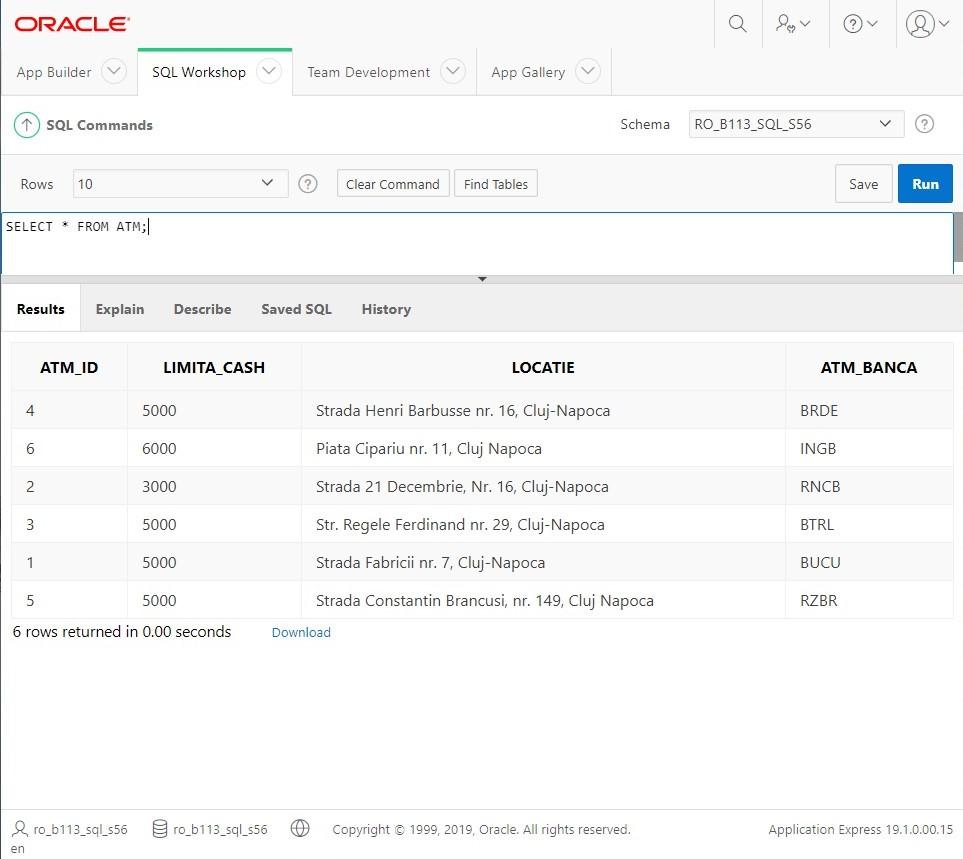 ORACLE
App Builder SQL Workshop Team Development App Gallery
SQL Commands Schema RO_B113_SQL_S56
Rows 10 Clear Command Find Tables Save Run
SELECT * FROM ATM;
Results Explain Describe Saved SQL History
ATM_ID LIMITA_CASH LOCATIE ATM_BANCA
4 5000 Strada Henri Barbusse nr. 16, Cluj-Napoca BRDE
6 6000 Piata Cipariu nr. 11, Cluj Napoca INGB
2 3000 Strada 21 Decembrie, Nr. 16, Cluj-Napoca RNCB
3 5000 Str. Regele Ferdinand nr. 29, Cluj-Napoca BTRL
1 5000 Strada Fabricii nr. 7, Cluj-Napoca BUCU
5 5000 Strada Constantin Brancusi, nr. 149, Cluj Napoca RZBR
6 rows returned in 0.00 seconds Download
ro_b113_sql_s56 ro_b113_sql_s56 Copyright © 1999, 2019, Oracle. All rights reserved. Application Express 19.1.0.00.15
en